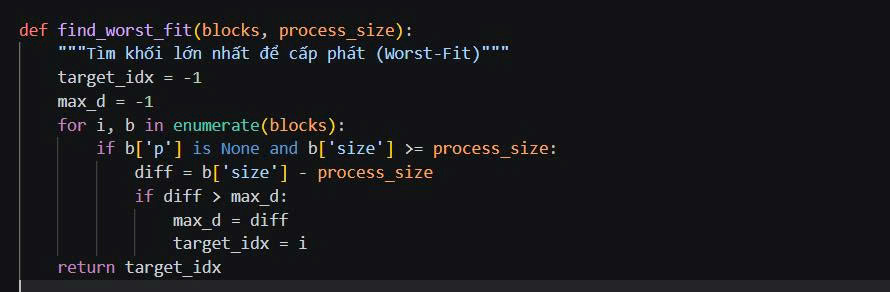 def find_worst_fit(blocks, process_size):
    """Tìm khối lớn nhất để cấp phát (Worst-Fit)"""
    target_idx = -1
    max_d = -1
    for i, b in enumerate(blocks):
        if b['p'] is None and b['size'] >= process_size:
            diff = b['size'] - process_size
            if diff > max_d:
                max_d = diff
                target_idx = i
    return target_idx